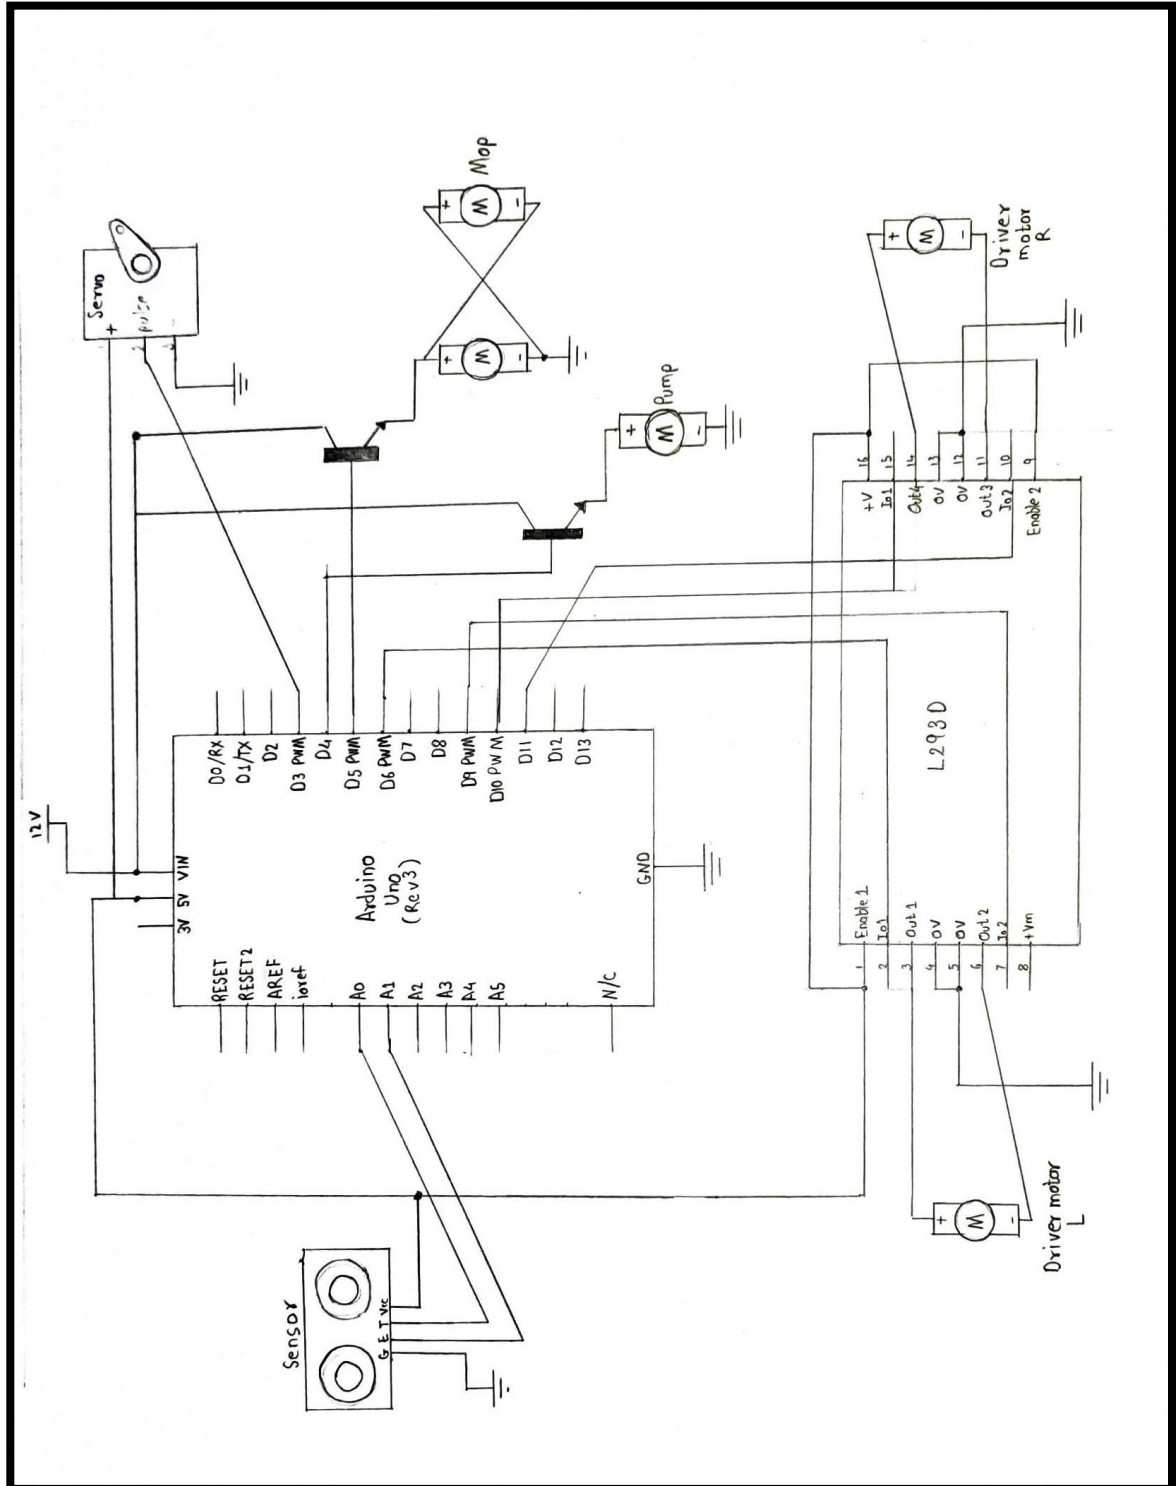 Mop
Servo
+
pulse
+
-
+
-
Driver
motor
R
Pump
+
-
+
-
16
15
14
13
12
11
10
9
+V
Io1
Out4
0V
0V
Out3
Io2
Enable 2
L293D
D0/RX
D1/TX
D2
D3 PWM
D4
D5 PWM
D6 PWM
D7
D8
D9 PWM
D10 PWM
D11
D12
D13
12V
VIN
5V
3V
Arduino
Uno
(Rev3)
GND
RESET
RESET2
AREF
ioref
A0
A1
A2
A3
A4
A5
N/C
Enable 1
Io1
Out 1
0V
0V
Out 2
Io2
+Vm
1
2
3
4
5
6
7
8
Sensor
Vcc
T
E
G
+
-
Driver motor
L